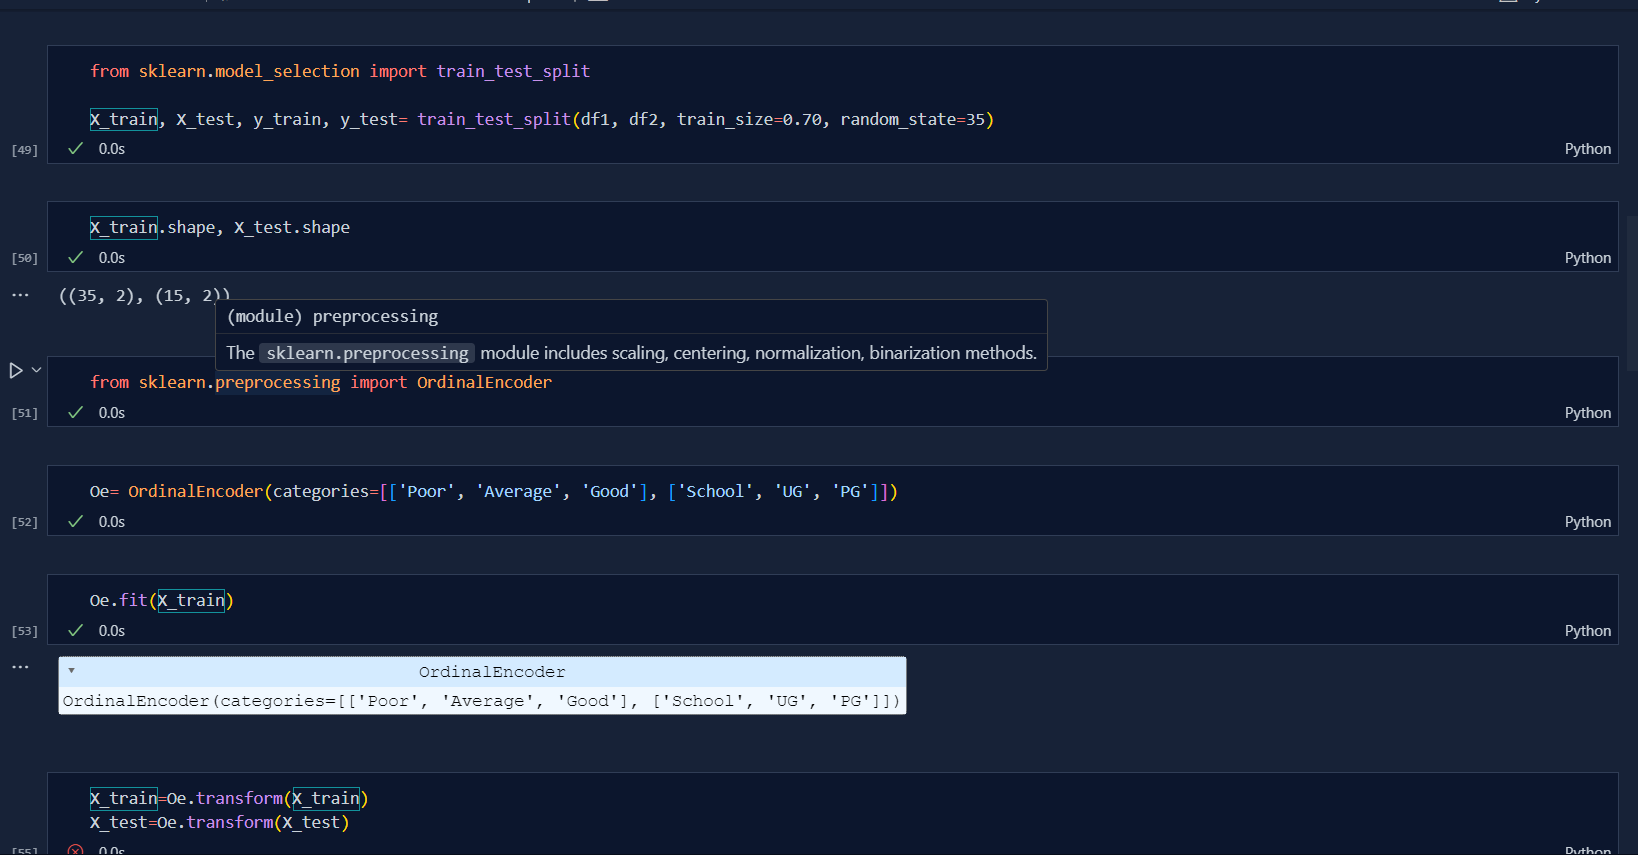 from sklearn.model_selection import train_test_split
X_train, X_test, y_train, y_test= train_test_split(df1, df2, train_size=0.70, random_state=35)
[49]
0.0s
Python
X_train.shape, X_test.shape
[50]
0.0s
Python
...
((35, 2), (15, 2))
(module) preprocessing
The sklearn.preprocessing module includes scaling, centering, normalization, binarization methods.
from sklearn.preprocessing import OrdinalEncoder
[51]
0.0s
Python
Oe= OrdinalEncoder(categories=[['Poor', 'Average', 'Good'], ['School', 'UG', 'PG']])
[52]
0.0s
Python
Oe.fit(X_train)
[53]
0.0s
Python
...
OrdinalEncoder
OrdinalEncoder(categories=[['Poor', 'Average', 'Good'], ['School', 'UG', 'PG']])
X_train=Oe.transform(X_train)
X_test=Oe.transform(X_test)
[55]
0.0s
Python